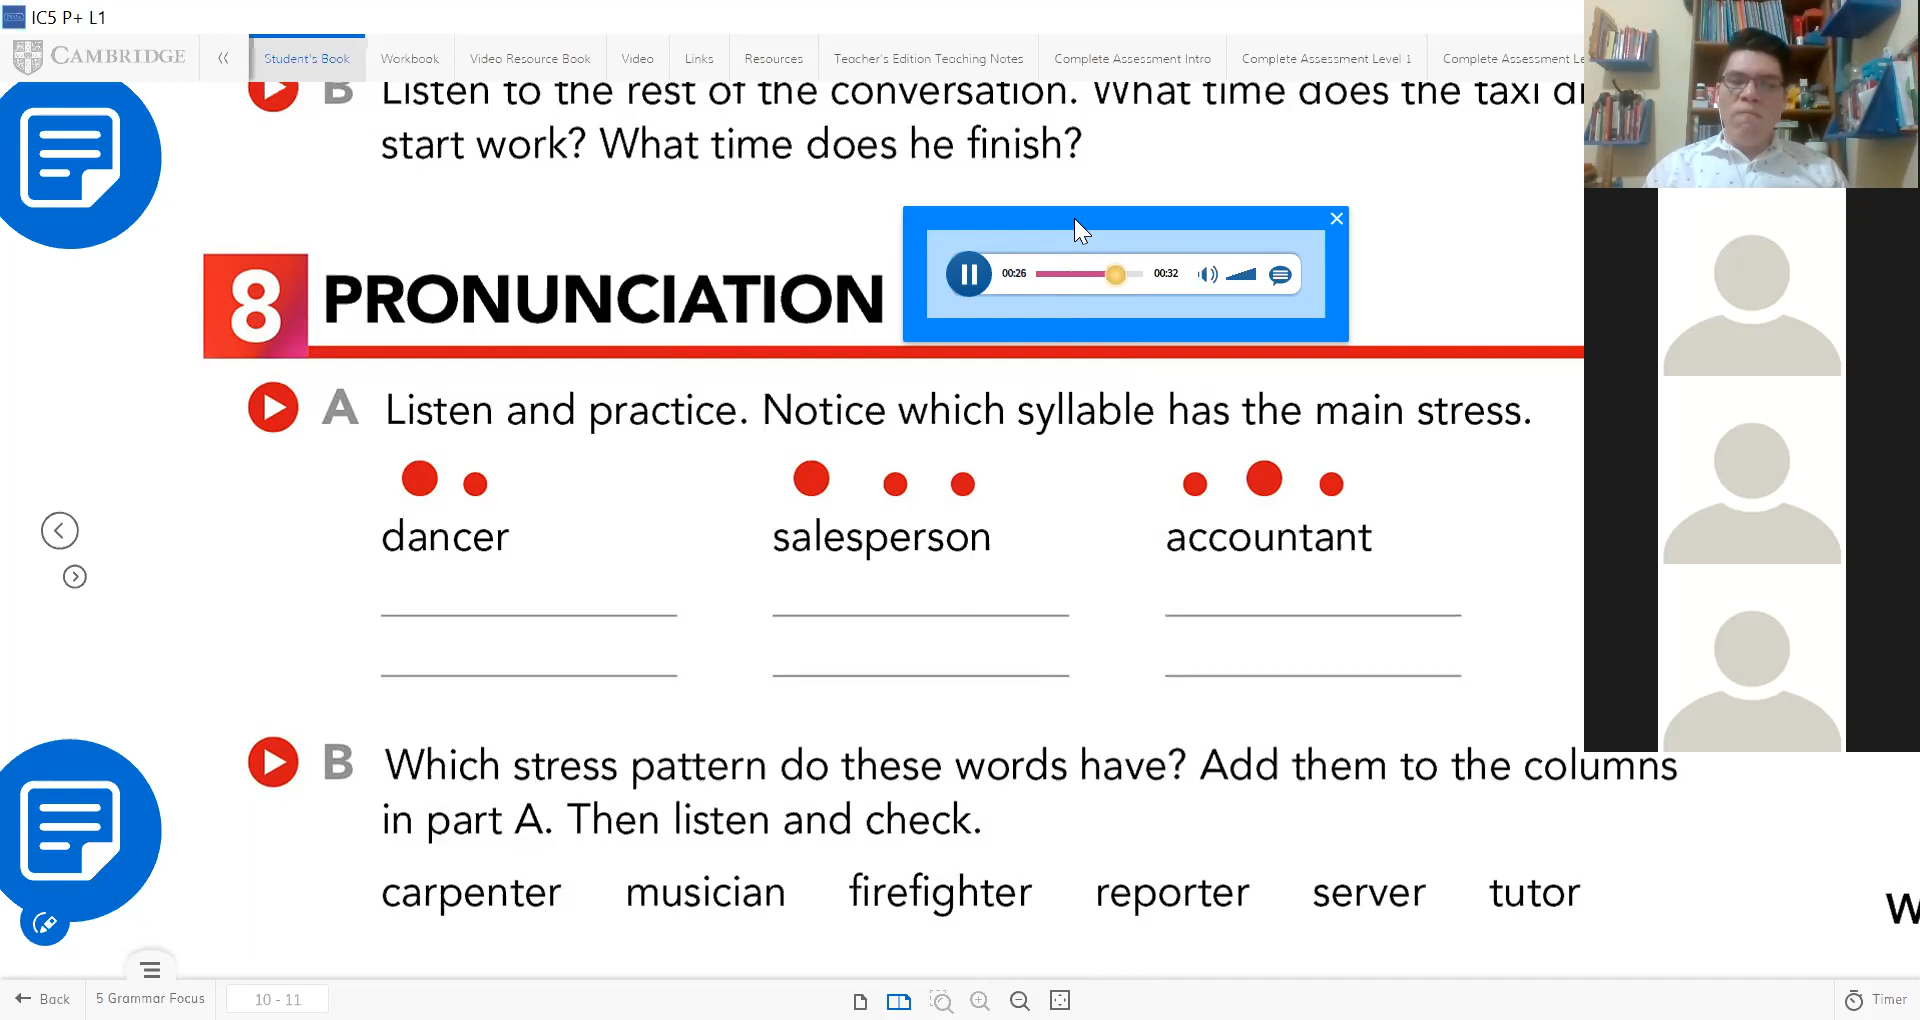 IC5 P+ L1
CAMBRIDGE
Student's Book
Workbook
Video Resource Book
Video
Links
Resources
Teacher's Edition Teaching Notes
Complete Assessment Intro
Complete Assessment Level 1
Complete Assessment Le
B Listen to the rest of the conversation. What time does the taxi di
start work? What time does he finish?
8 PRONUNCIATION
00:26
00:32
A Listen and practice. Notice which syllable has the main stress.
dancer salesperson accountant
B Which stress pattern do these words have? Add them to the columns
in part A. Then listen and check.
carpenter musician firefighter reporter server tutor
W
Back
5 Grammar Focus
10 - 11
Timer